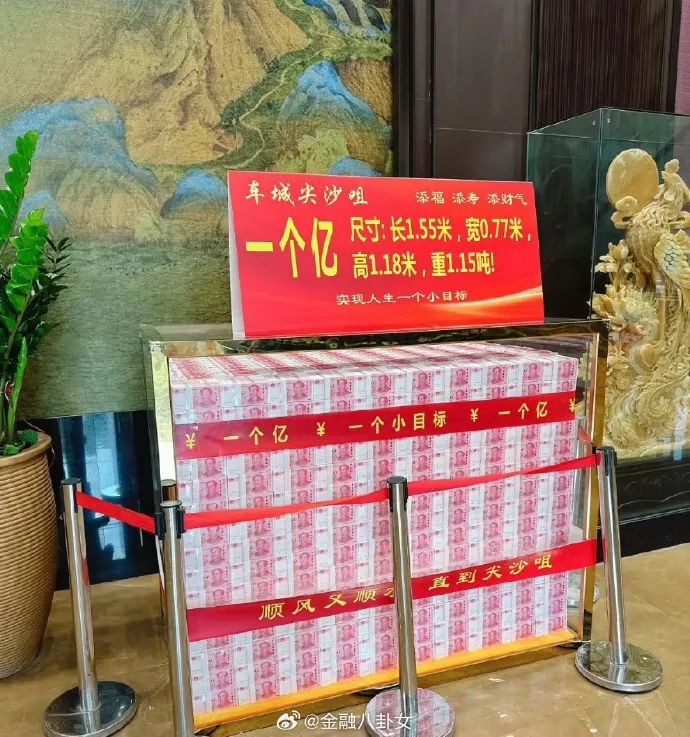 车城尖沙咀
添福 添寿 添财气
一个亿
尺寸:长1.55米,宽0.77米,
高1.18米,重1.15吨!
实现人生一个小目标
¥ 一个亿 ¥ 一个小目标 ¥ 一个亿 ¥
顺风又顺 直到尖沙咀
@金融八卦女